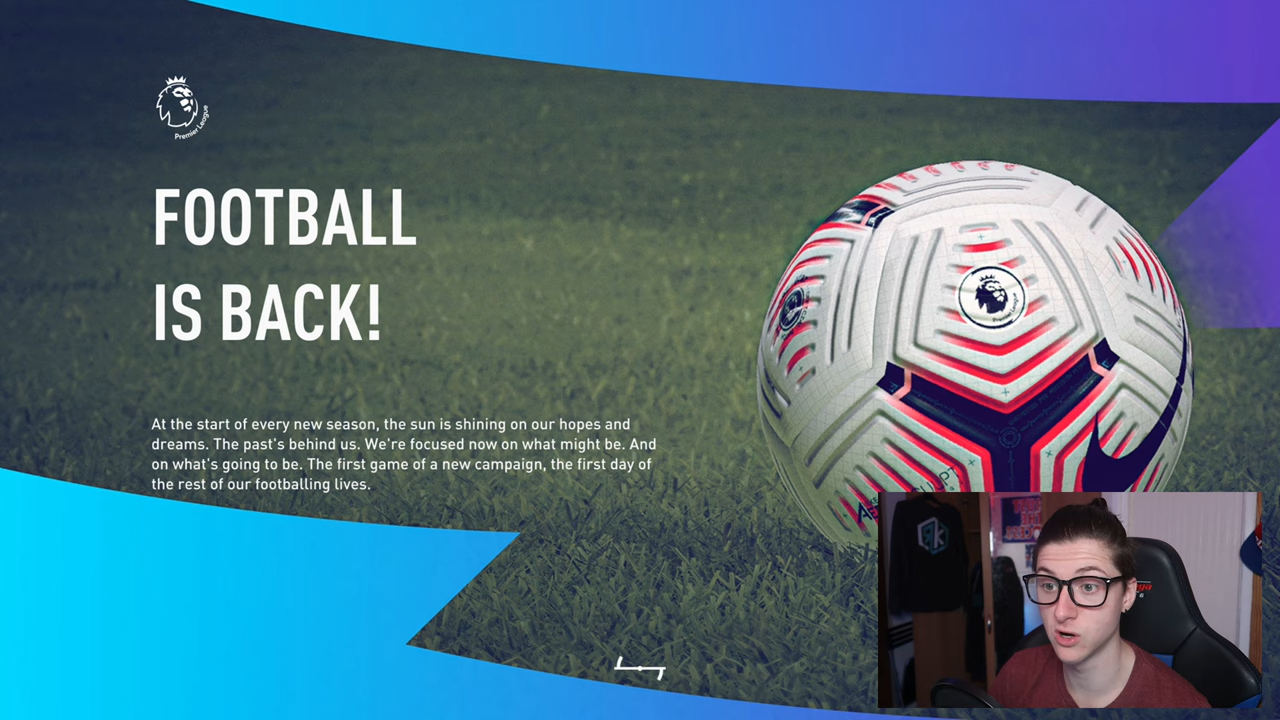 Premier League
FOOTBALL
IS BACK!
At the start of every new season, the sun is shining on our hopes and
dreams. The past's behind us. We're focused now on what might be. And
on what's going to be. The first game of a new campaign, the first day of
the rest of our footballing lives.
Premier League